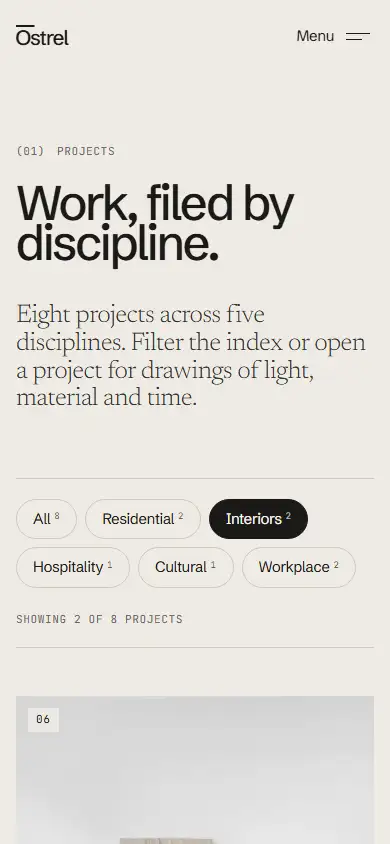 Ōstrel
Menu
(01) PROJECTS
Work, filed by
discipline.
Eight projects across five
disciplines. Filter the index or open
a project for drawings of light,
material and time.
All 8
Residential 2
Interiors 2
Hospitality 1
Cultural 1
Workplace 2
SHOWING 2 OF 8 PROJECTS
06